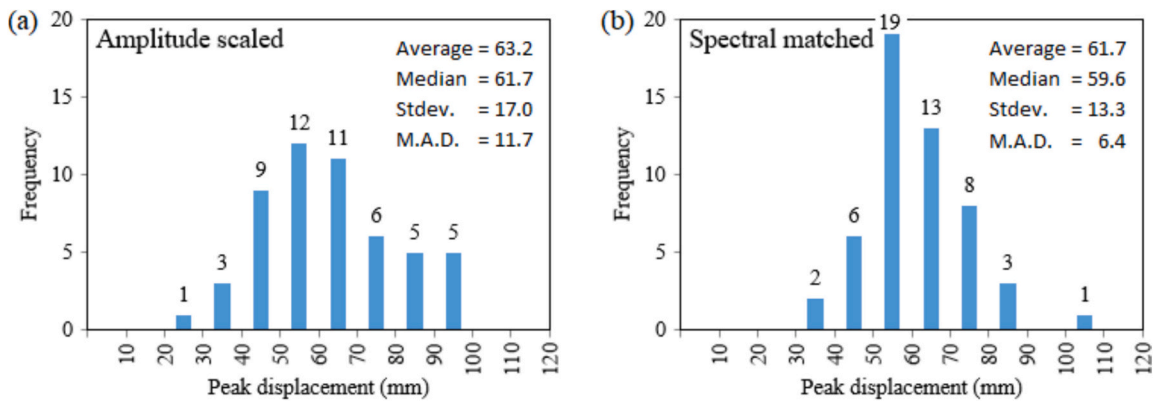 (a)
Amplitude scaled
Average = 63.2
Median = 61.7
Stdev. = 17.0
M.A.D. = 11.7
Frequency
20
15
10
5
0
1
3
9
12
11
6
5
5
10 20 30 40 50 60 70 80 90 100 110 120
Peak displacement (mm)
(b)
Spectral matched
Average = 61.7
Median = 59.6
Stdev. = 13.3
M.A.D. = 6.4
Frequency
20
15
10
5
0
2
6
19
13
8
3
1
10 20 30 40 50 60 70 80 90 100 110 120
Peak displacement (mm)